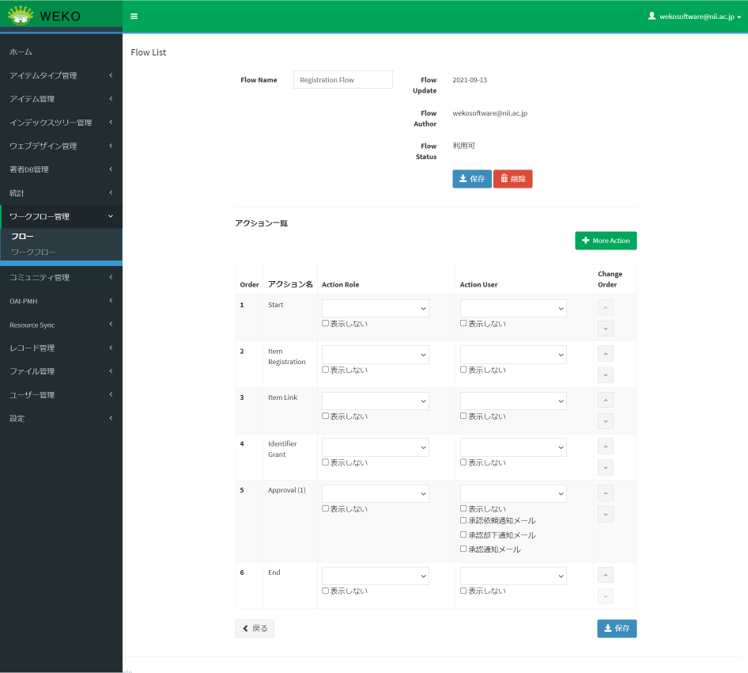 WEKO
wekosoftware@nii.ac.jp
ホーム
アイテムタイプ管理
アイテム管理
インデックスツリー管理
ウェブデザイン管理
著者DB管理
統計
ワークフロー管理
フロー
ワークフロー
コミュニティ管理
OAI-PMH
Resource Sync
レコード管理
ファイル管理
ユーザー管理
設定
Flow List
Flow Name
Registration Flow
Flow
Update
2021-09-13
Flow
Author
wekosoftware@nii.ac.jp
Flow
Status
利用可
保存
削除
アクション一覧
More Action
Order アクション名 Action Role Action User Change
Order
1 Start
表示しない 表示しない
2 Item
Registration
表示しない 表示しない
3 Item Link
表示しない 表示しない
4 Identifier
Grant
表示しない 表示しない
5 Approval (1)
表示しない 表示しない
承認依頼通知メール
承認却下通知メール
承認通知メール
6 End
表示しない 表示しない
戻る
保存